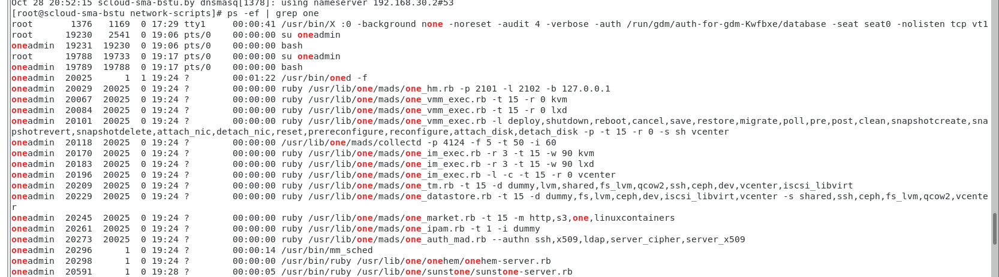 Oct 28 20:52:15 scloud-sma-bstu.by dnsmasq[1378]: using nameserver 192.168.30.2#53
[root@scloud-sma-bstu network-scripts]# ps -ef | grep one
root      1376  1169  0 17:29 tty1     00:00:41 /usr/bin/X :0 -background none -noreset -audit 4 -verbose -auth /run/gdm/auth-for-gdm-Kwfbxe/database -seat seat0 -nolisten tcp vt1
root     19230  2541  0 19:06 pts/0    00:00:00 su oneadmin
oneadmin 19231 19230  0 19:06 pts/0    00:00:00 bash
root     19788 19733  0 19:17 pts/0    00:00:00 su oneadmin
oneadmin 19789 19788  0 19:17 pts/0    00:00:00 bash
oneadmin 20025     1  1 19:24 ?        00:01:22 /usr/bin/oned -f
oneadmin 20029 20025  0 19:24 ?        00:00:00 ruby /usr/lib/one/mads/one_hm.rb -p 2101 -l 2102 -b 127.0.0.1
oneadmin 20067 20025  0 19:24 ?        00:00:00 ruby /usr/lib/one/mads/one_vmm_exec.rb -t 15 -r 0 kvm
oneadmin 20084 20025  0 19:24 ?        00:00:00 ruby /usr/lib/one/mads/one_vmm_exec.rb -t 15 -r 0 lxd
oneadmin 20101 20025  0 19:24 ?        00:00:00 ruby /usr/lib/one/mads/one_vmm_exec.rb -l deploy,shutdown,reboot,cancel,save,restore,migrate,poll,pre,post,clean,snapshotcreate,sna
pshotrevert,snapshotdelete,attach_nic,detach_nic,reset,prereconfigure,reconfigure,attach_disk,detach_disk -p -t 15 -r 0 -s sh vcenter
oneadmin 20118 20025  0 19:24 ?        00:00:00 /usr/lib/one/mads/collectd -p 4124 -f 5 -t 50 -i 60
oneadmin 20170 20025  0 19:24 ?        00:00:00 ruby /usr/lib/one/mads/one_im_exec.rb -r 3 -t 15 -w 90 kvm
oneadmin 20183 20025  0 19:24 ?        00:00:00 ruby /usr/lib/one/mads/one_im_exec.rb -r 3 -t 15 -w 90 lxd
oneadmin 20196 20025  0 19:24 ?        00:00:00 ruby /usr/lib/one/mads/one_im_exec.rb -l -c -t 15 -r 0 vcenter
oneadmin 20209 20025  0 19:24 ?        00:00:00 ruby /usr/lib/one/mads/one_tm.rb -t 15 -d dummy,lvm,shared,fs_lvm,qcow2,ssh,ceph,dev,vcenter,iscsi_libvirt
oneadmin 20229 20025  0 19:24 ?        00:00:00 ruby /usr/lib/one/mads/one_datastore.rb -t 15 -d dummy,fs,lvm,ceph,dev,iscsi_libvirt,vcenter -s shared,ssh,ceph,fs_lvm,qcow2,vcente
r
oneadmin 20245 20025  0 19:24 ?        00:00:00 ruby /usr/lib/one/mads/one_market.rb -t 15 -m http,s3,one,linuxcontainers
oneadmin 20261 20025  0 19:24 ?        00:00:00 ruby /usr/lib/one/mads/one_ipam.rb -t 1 -i dummy
oneadmin 20273 20025  0 19:24 ?        00:00:00 ruby /usr/lib/one/mads/one_auth_mad.rb --authn ssh,x509,ldap,server_cipher,server_x509
oneadmin 20296     1  0 19:24 ?        00:00:14 /usr/bin/mm_sched
oneadmin 20298     1  0 19:24 ?        00:00:00 /usr/bin/ruby /usr/lib/one/onehem/onehem-server.rb
oneadmin 20591     1  0 19:28 ?        00:00:05 /usr/bin/ruby /usr/lib/one/sunstone/sunstone-server.rb